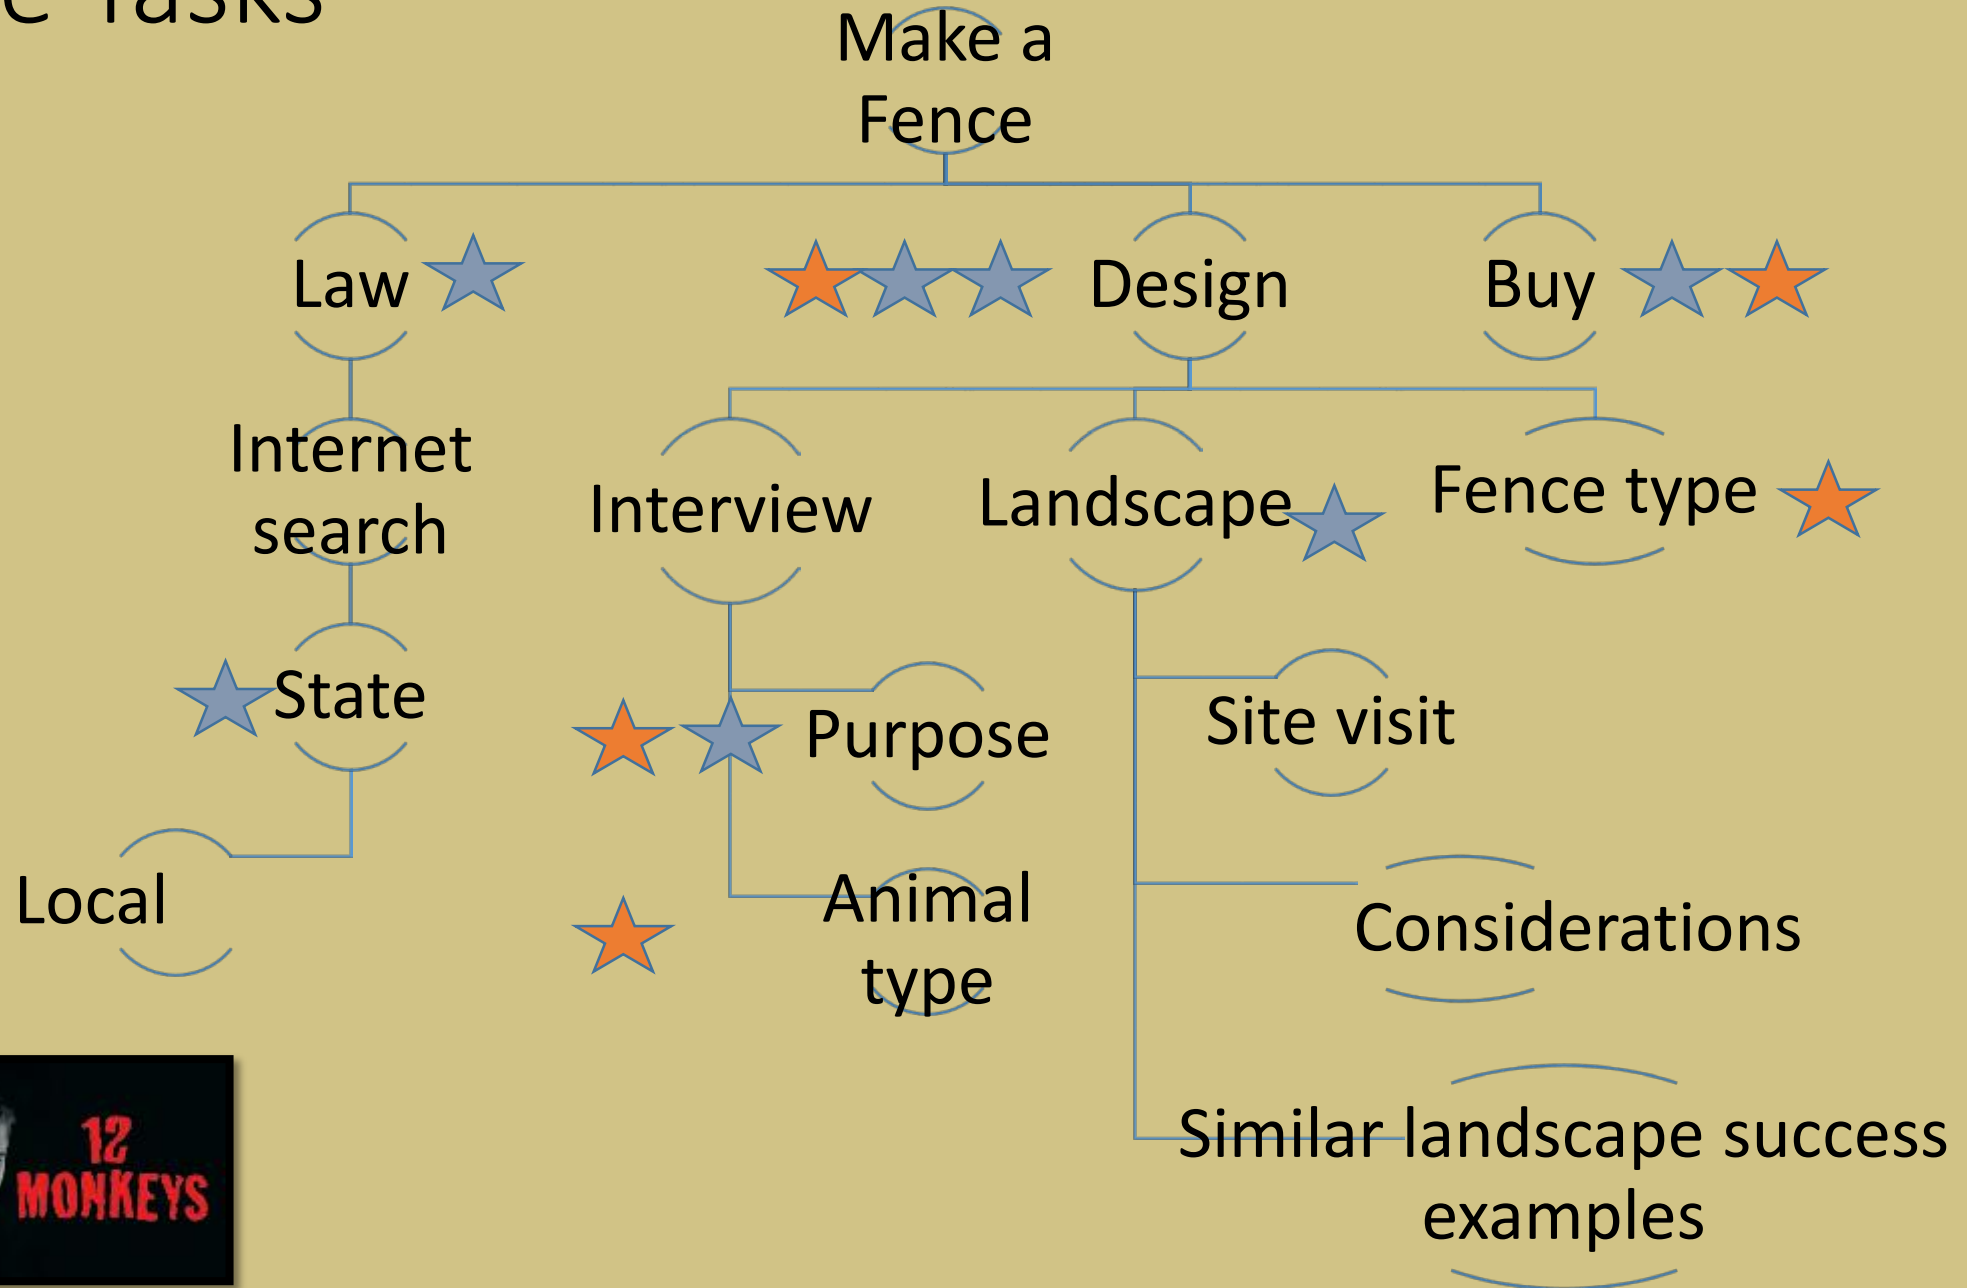 Tasks
Make a
Fence
Law
Design
Buy
Internet
search
Interview
Landscape
Fence type
State
Purpose
Site visit
Local
Animal
type
Considerations
Similar landscape success
examples
12
MONKEYS